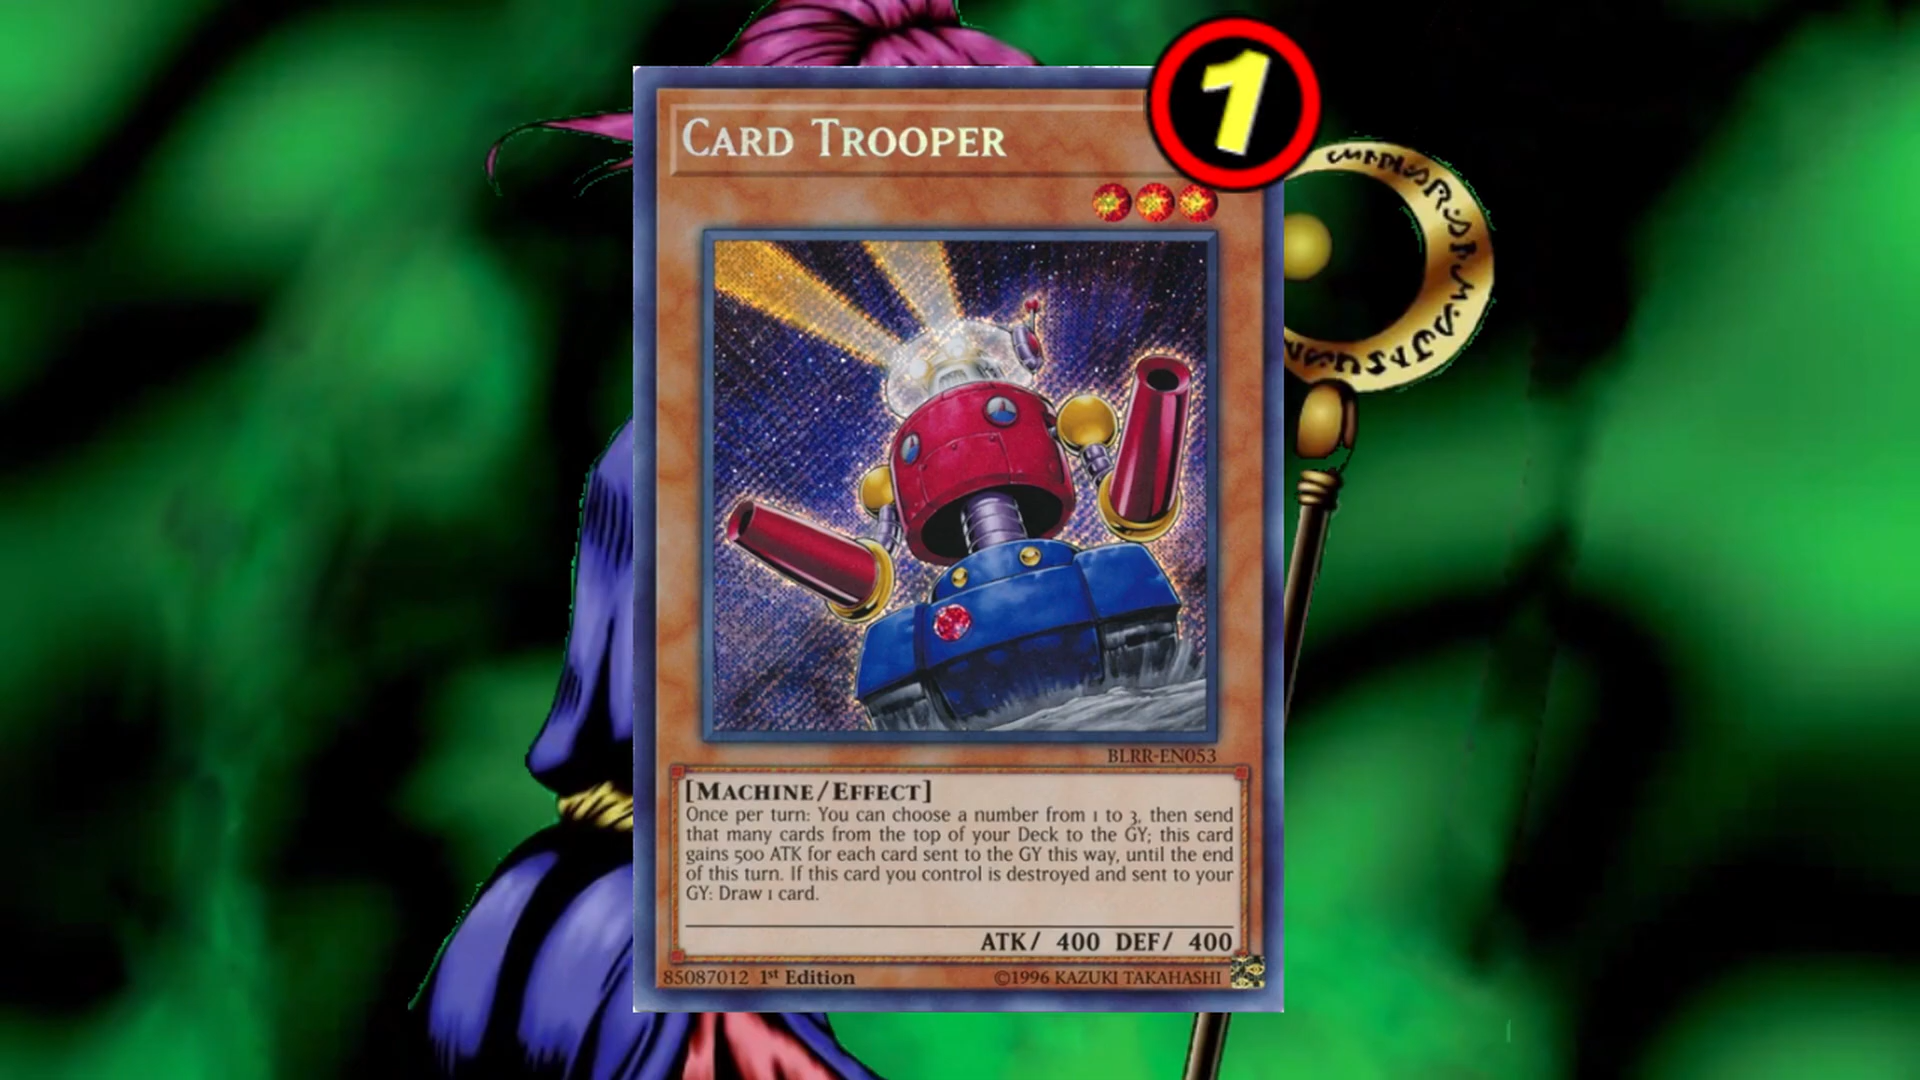 1
CARD TROOPER
BLRR-EN053
[MACHINE/EFFECT]
Once per turn: You can choose a number from 1 to 3, then send
that many cards from the top of your Deck to the GY; this card
gains 500 ATK for each card sent to the GY this way, until the end
of this turn. If this card you control is destroyed and sent to your
GY: Draw 1 card.
ATK/ 400 DEF/ 400
85087012 1st Edition ©1996 KAZUKI TAKAHASHI